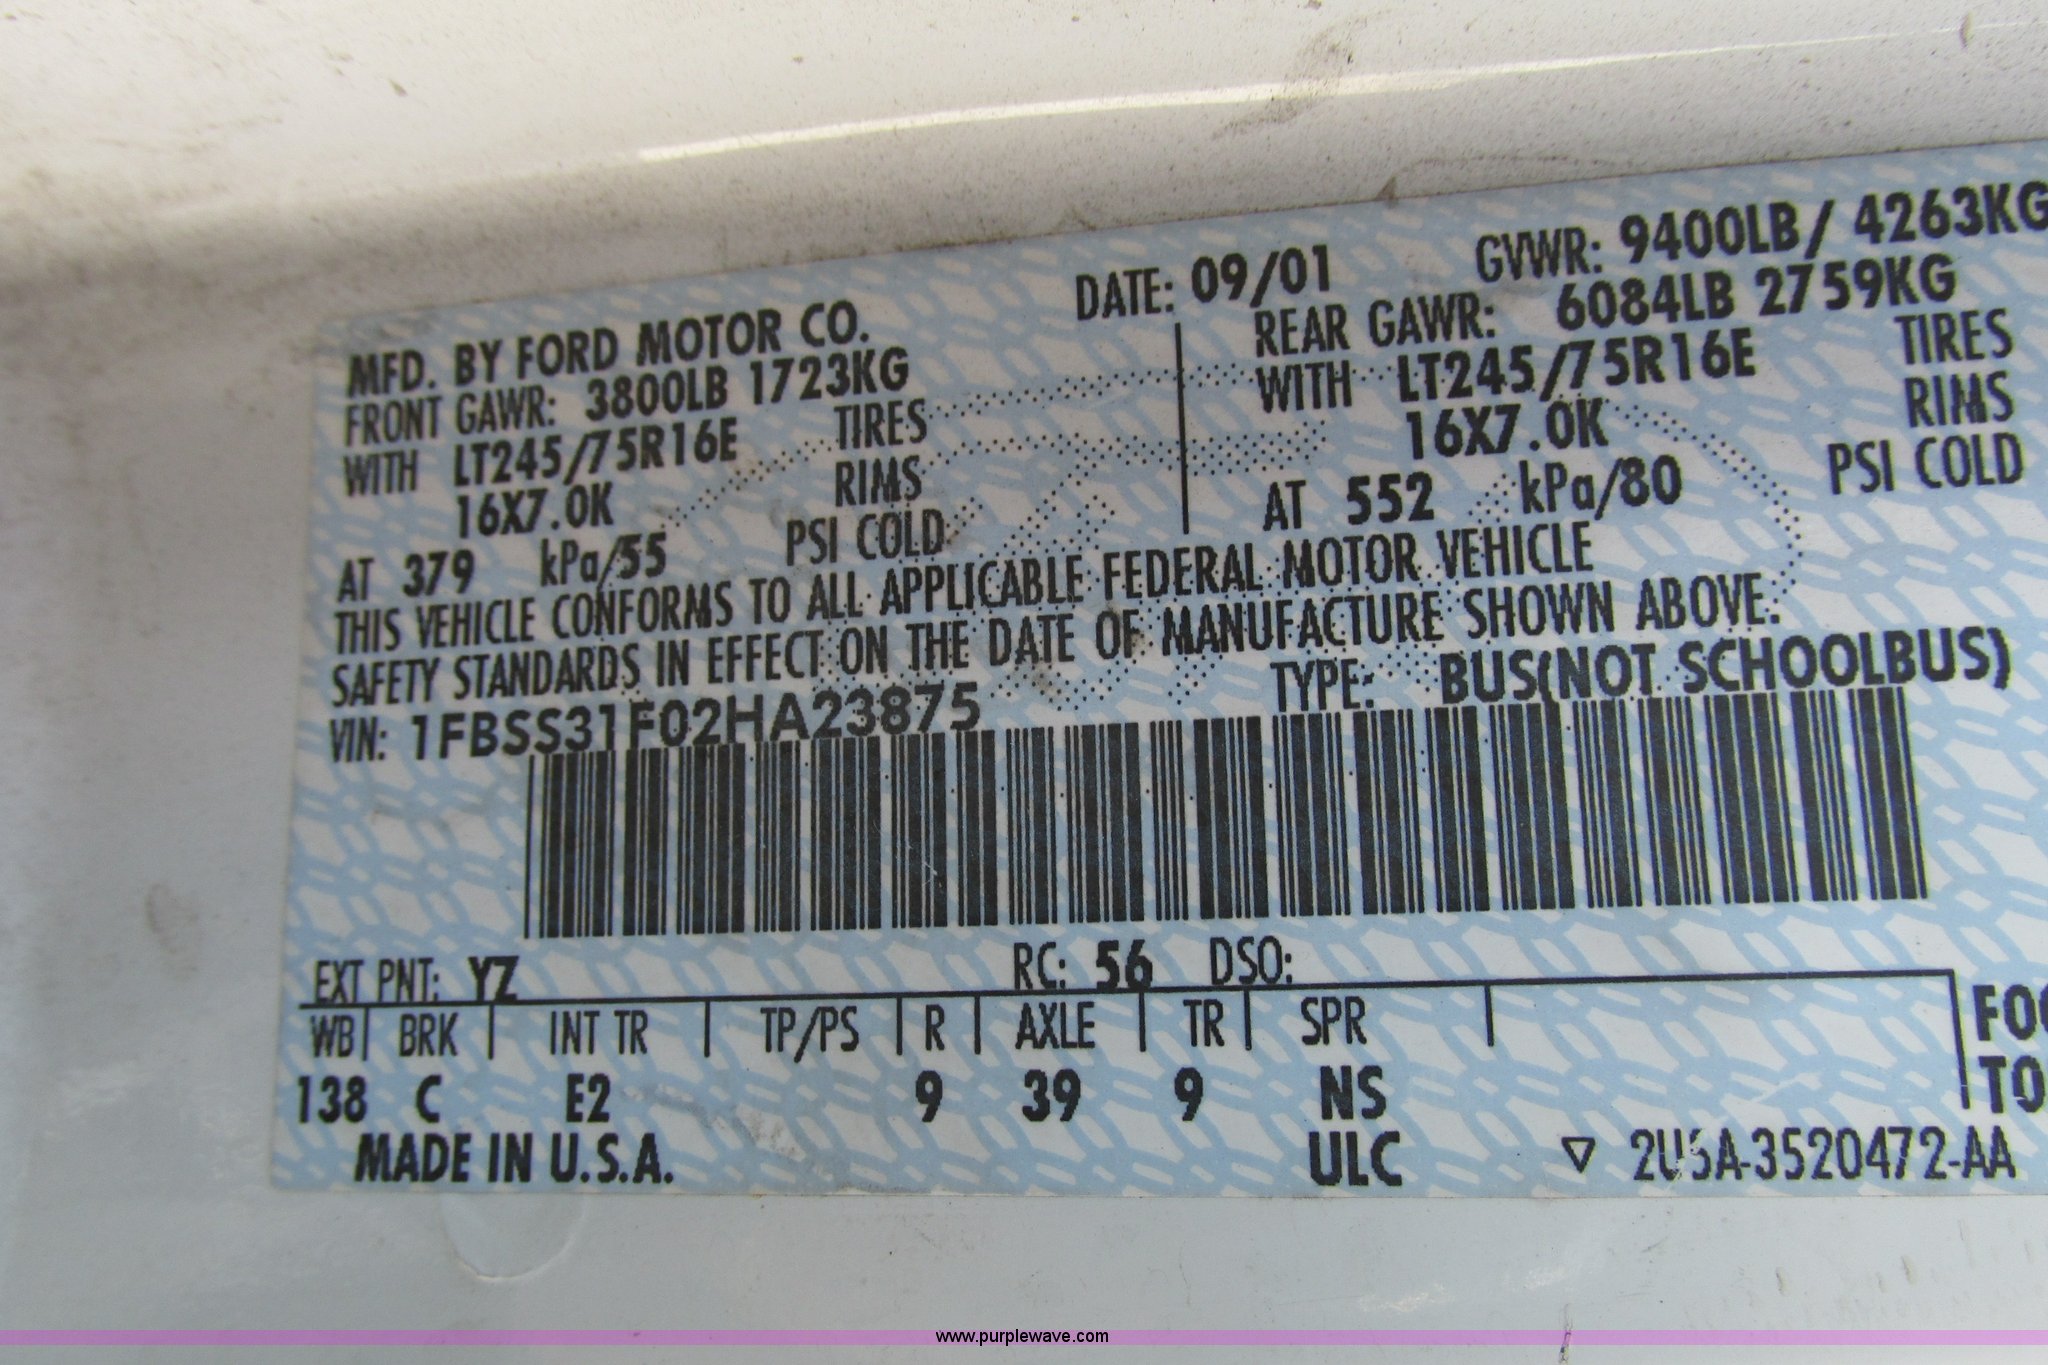 MFD. BY FORD MOTOR CO. DATE: 09/01 GVWR: 9400LB/ 4263KG
FRONT GAWR: 3800LB 1723KG REAR GAWR: 6084LB 2759KG
WITH LT245/75R16E TIRES WITH LT245/75R16E TIRES
16X7.0K RIMS 16X7.0K RIMS
AT 379 kPa/55 PSI COLD AT 552 kPa/80 PSI COLD
THIS VEHICLE CONFORMS TO ALL APPLICABLE FEDERAL MOTOR VEHICLE
SAFETY STANDARDS IN EFFECT ON THE DATE OF MANUFACTURE SHOWN ABOVE.
VIN: 1FBSS31F02HA23875 TYPE: BUS(NOT SCHOOLBUS)
EXT PNT: YZ RC: 56 DSO:
WB BRK INT TR TP/PS R AXLE TR SPR
138 C E2 9 39 9 NS
MADE IN U.S.A. ULC ▽ 2U5A-3520472-AA
www.purplewave.com